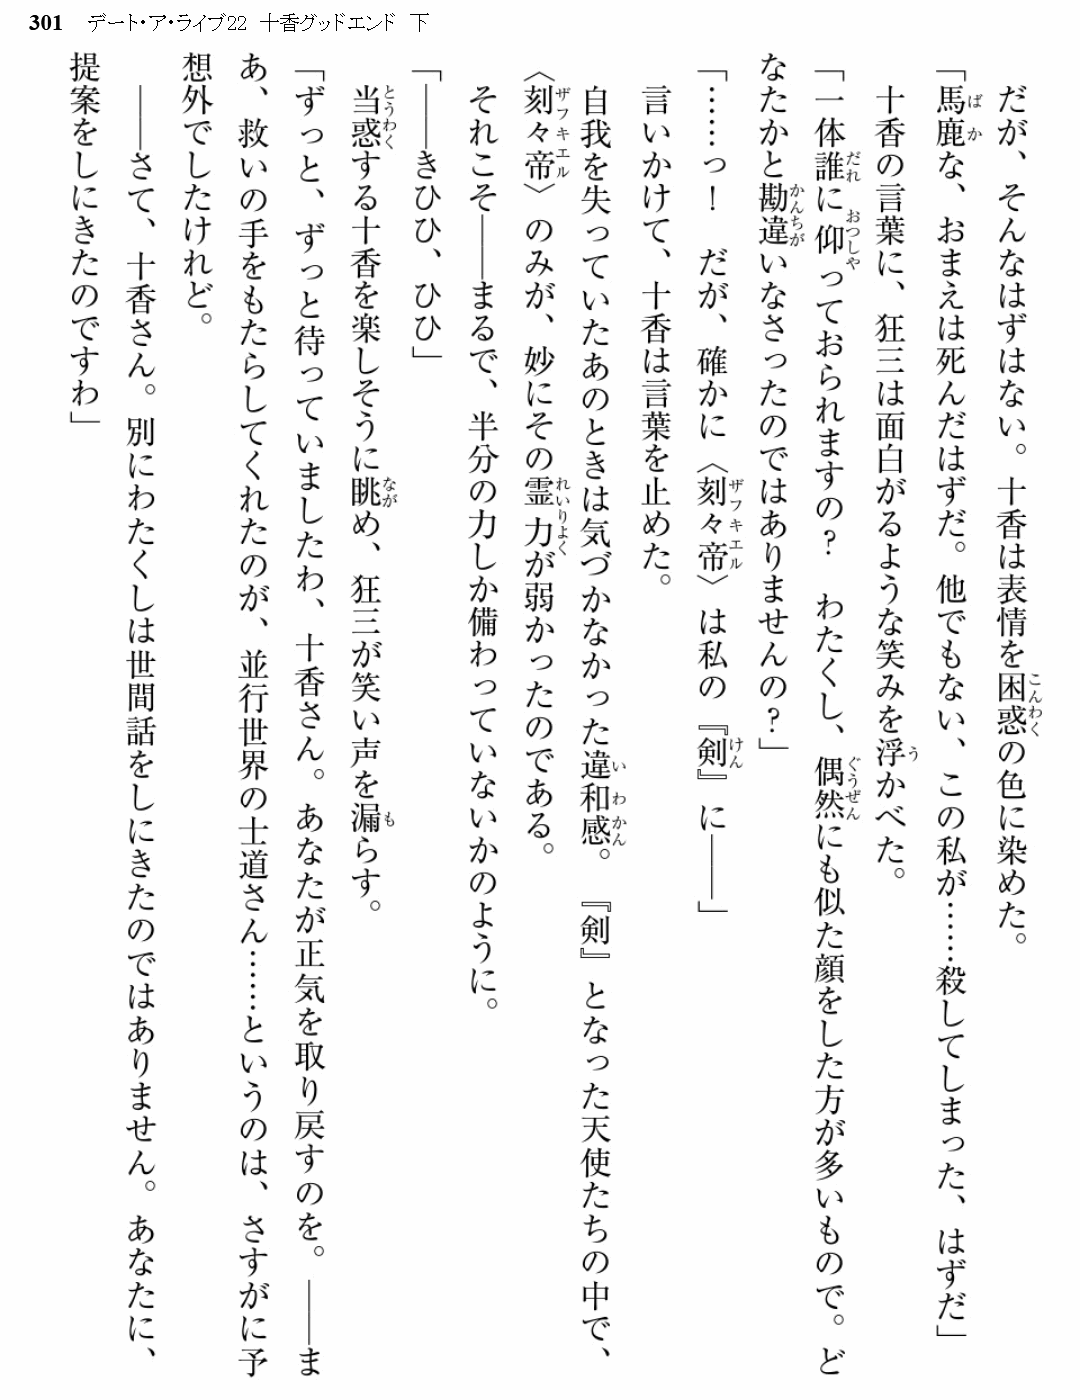 301 デート・ア・ライブ22 十香グッドエンド 下
だが、そんなはずはない。十香は表情を困惑の色に染めた。
「馬鹿な、おまえは死んだはずだ。他でもない、この私が……殺してしまった、はずだ」
十香の言葉に、狂三は面白がるような笑みを浮かべた。
「一体誰に仰っておられますの？　わたくし、偶然にも似た顔をした方が多いもので。ど
なたかと勘違いなさったのではありませんの？」
「……っ！　だが、確かに〈刻々帝〉は私の『剣』に――」
言いかけて、十香は言葉を止めた。
自我を失っていたあのときは気づかなかった違和感。『剣』となった天使たちの中で、
〈刻々帝〉のみが、妙にその霊力が弱かったのである。
それこそ――まるで、半分の力しか備わっていないかのように。
「――きひひ、ひひ」
当惑する十香を楽しそうに眺め、狂三が笑い声を漏らす。
「ずっと、ずっと待っていましたわ、十香さん。あなたが正気を取り戻すのを。――ま
あ、救いの手をもたらしてくれたのが、並行世界の士道さん……というのは、さすがに予
想外でしたけれど。
――さて、十香さん。別にわたくしは世間話をしにきたのではありません。あなたに、
提案をしにきたのですわ」